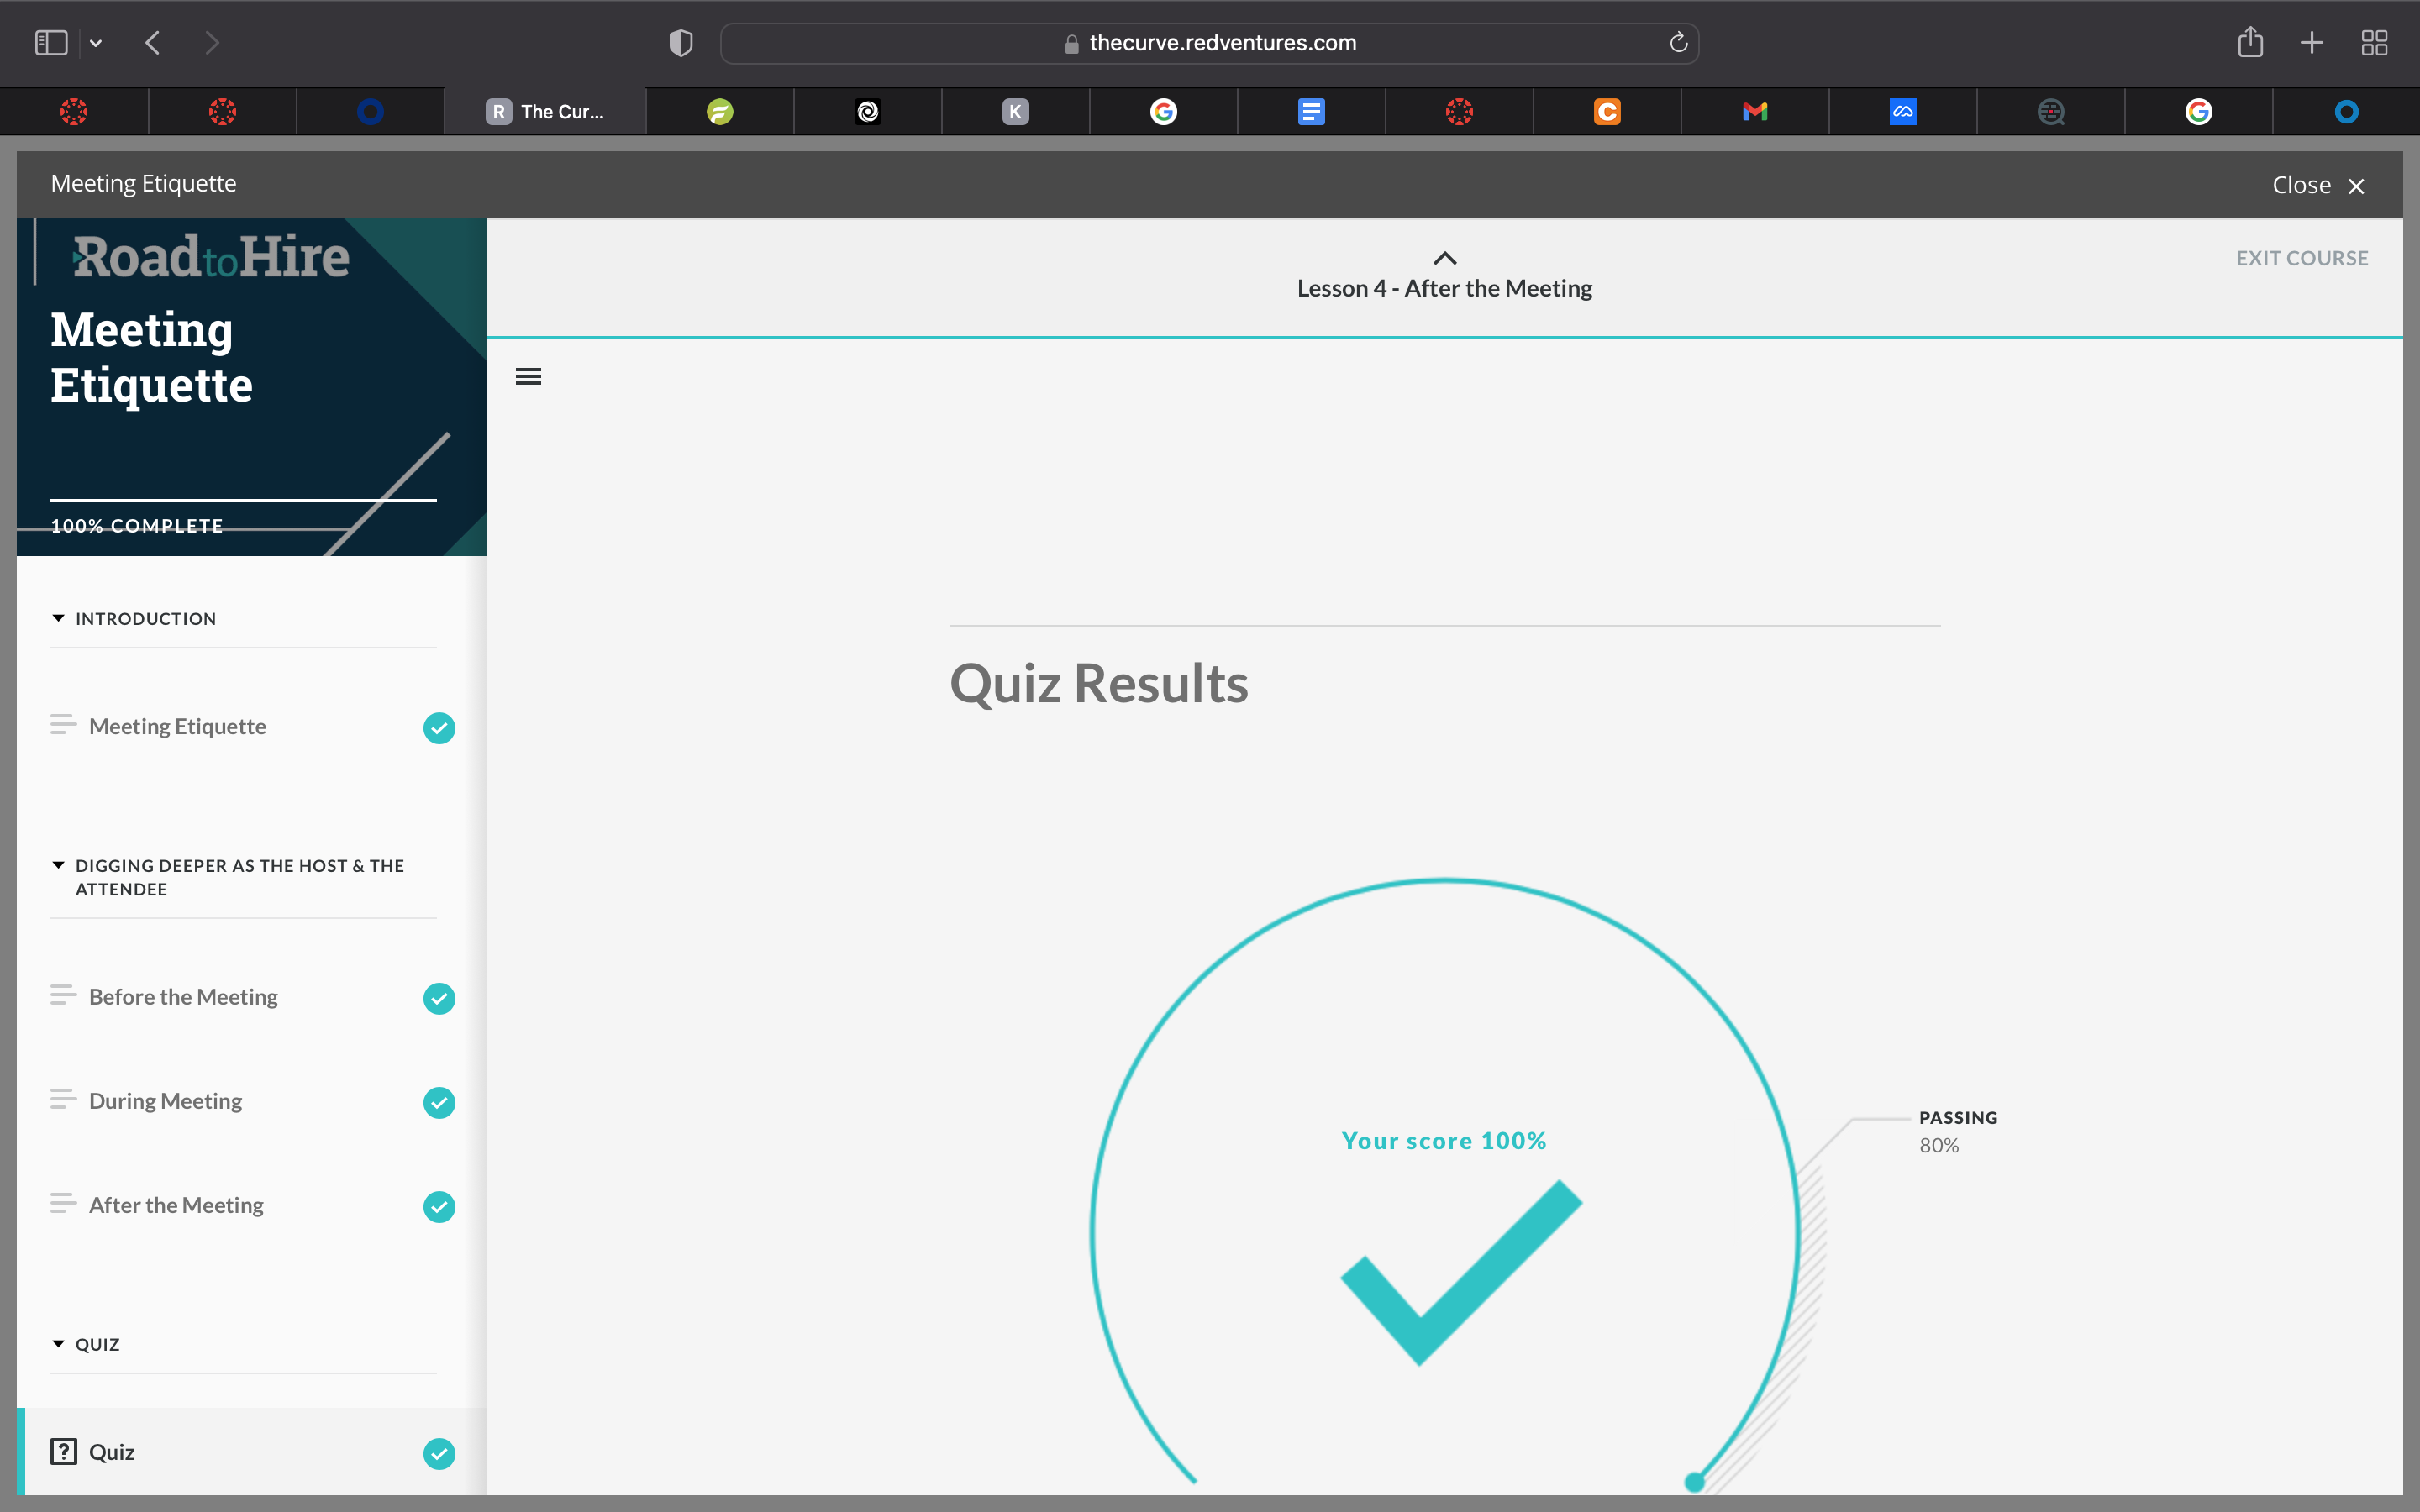 thecurve.redventures.com
R The Cur...
K
C
Meeting Etiquette
Close
RoadtoHire
Meeting
Etiquette
100% COMPLETE
INTRODUCTION
Meeting Etiquette
DIGGING DEEPER AS THE HOST & THE
ATTENDEE
Before the Meeting
During Meeting
After the Meeting
QUIZ
? Quiz
Lesson 4 - After the Meeting
EXIT COURSE
Quiz Results
Your score 100%
PASSING
80%